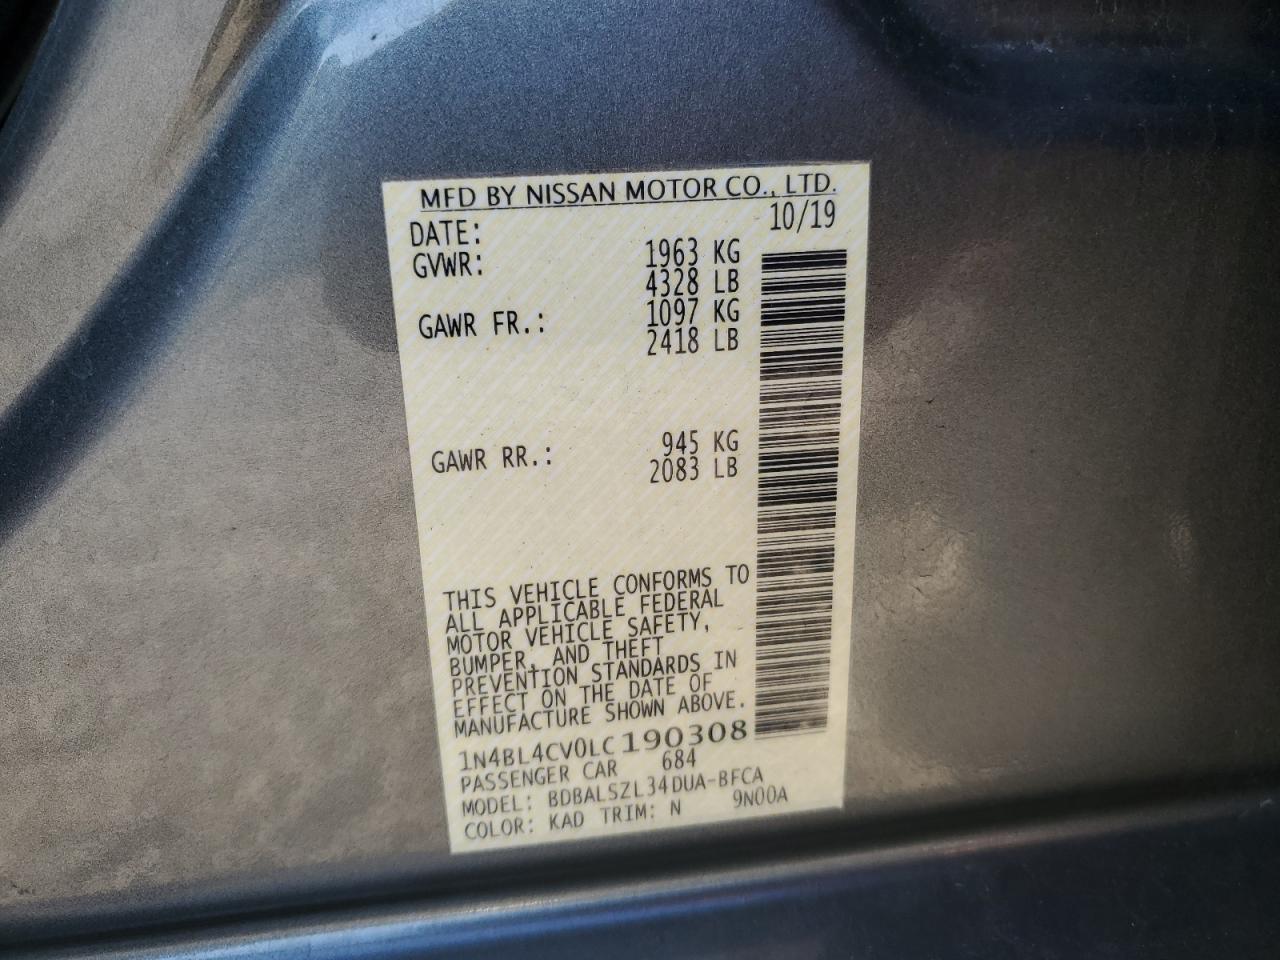 MFD BY NISSAN MOTOR CO., LTD.
DATE: 10/19
GVWR: 1963 KG
4328 LB
GAWR FR.: 1097 KG
2418 LB
GAWR RR.: 945 KG
2083 LB
THIS VEHICLE CONFORMS TO
ALL APPLICABLE FEDERAL
MOTOR VEHICLE SAFETY,
BUMPER, AND THEFT
PREVENTION STANDARDS IN
EFFECT ON THE DATE OF
MANUFACTURE SHOWN ABOVE.
1N4BL4CV0LC190308
PASSENGER CAR 684
MODEL: BDBALSZL34DUA-BFCA
COLOR: KAD TRIM: N 9N00A